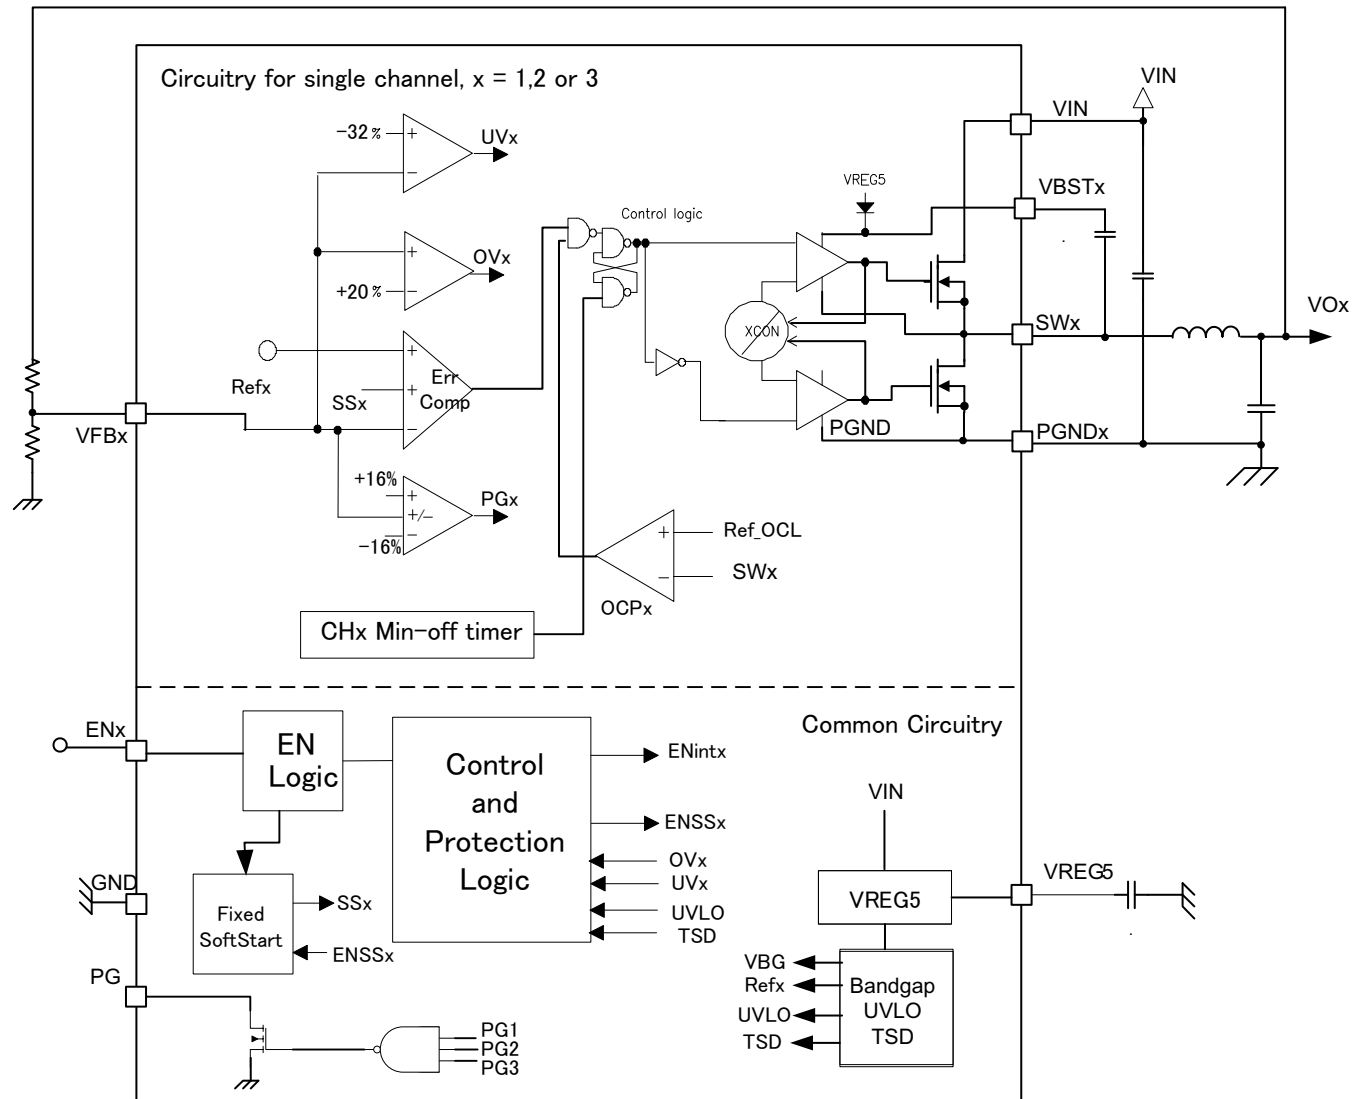 Circuitry for single channel, x = 1,2 or 3
VIN
VIN
-32%
+
-
UVx
VREG5
VBSTx
Control logic
+
-
OVx
+20%
XCON
SWx
VOx
+
+
-
Err
Comp
Refx
SSx
VFBx
PGND
PGNDx
+16%
+
+/-
-
-16%
PGx
+
-
Ref_OCL
SWx
OCPx
CHx Min-off timer
Common Circuitry
ENx
EN
Logic
Control
and
Protection
Logic
ENintx
ENSSx
OVx
UVx
UVLO
TSD
VIN
VREG5
VREG5
GND
Fixed
SoftStart
SSx
ENSSx
VBG
Refx
UVLO
TSD
Bandgap
UVLO
TSD
PG
PG1
PG2
PG3